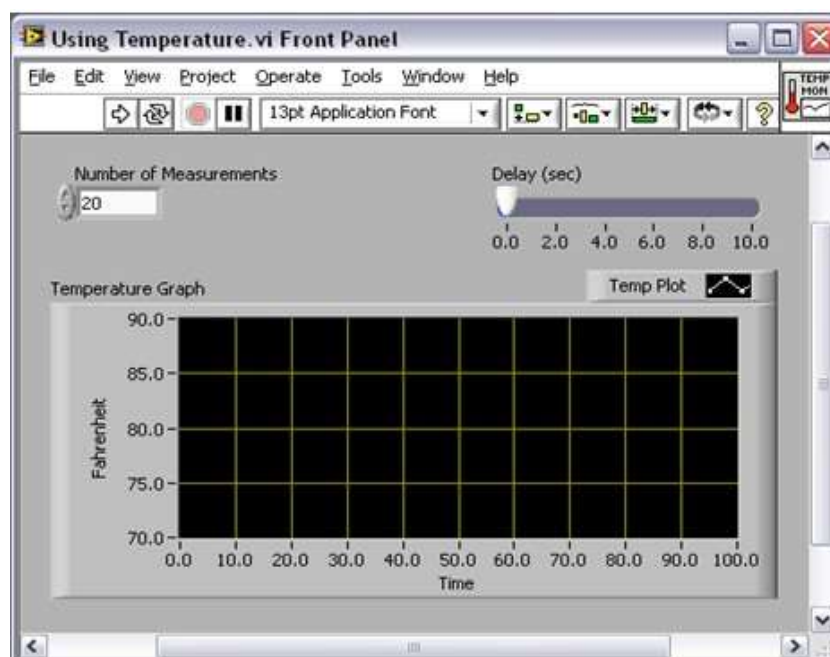 Using Temperature.vi Front Panel
File Edit View Project Operate Tools Window Help
TEMP
MON
13pt Application Font
?
Number of Measurements
20
Delay (sec)
0.0 2.0 4.0 6.0 8.0 10.0
Temperature Graph
Temp Plot
90.0
85.0
80.0
75.0
70.0
Fahrenheit
0.0 10.0 20.0 30.0 40.0 50.0 60.0 70.0 80.0 90.0 100.0
Time